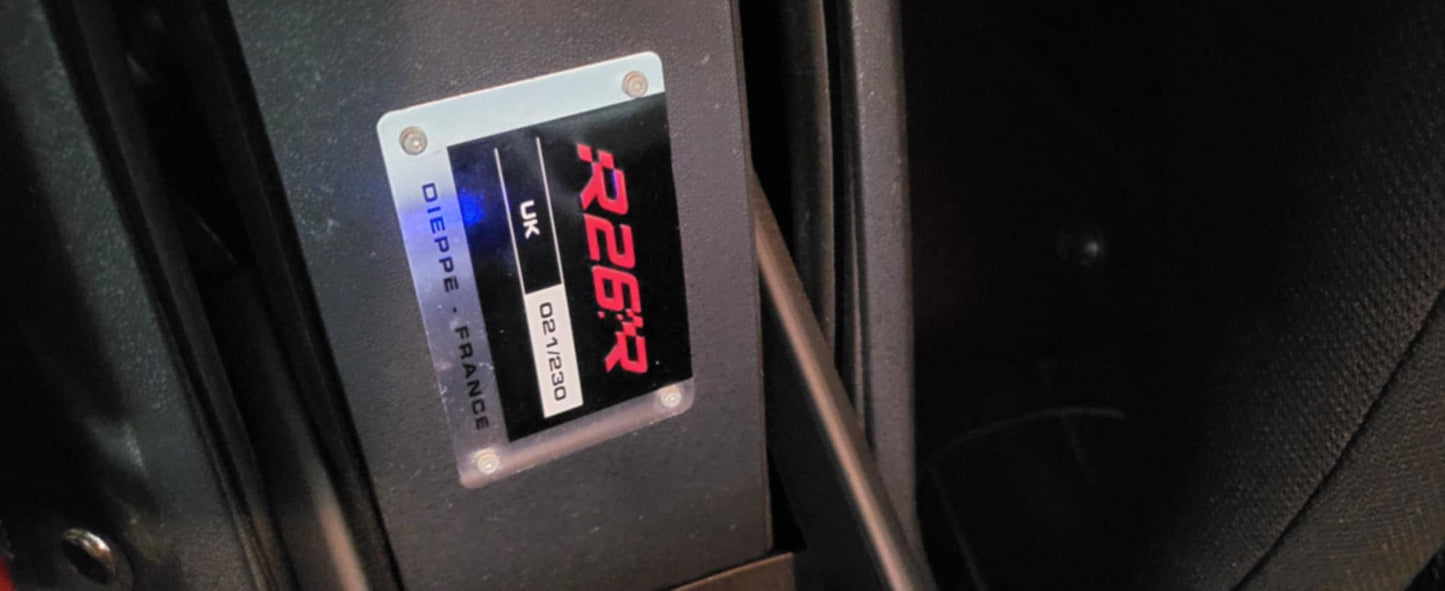 R26.R
UK 021/230
DIEPPE · FRANCE